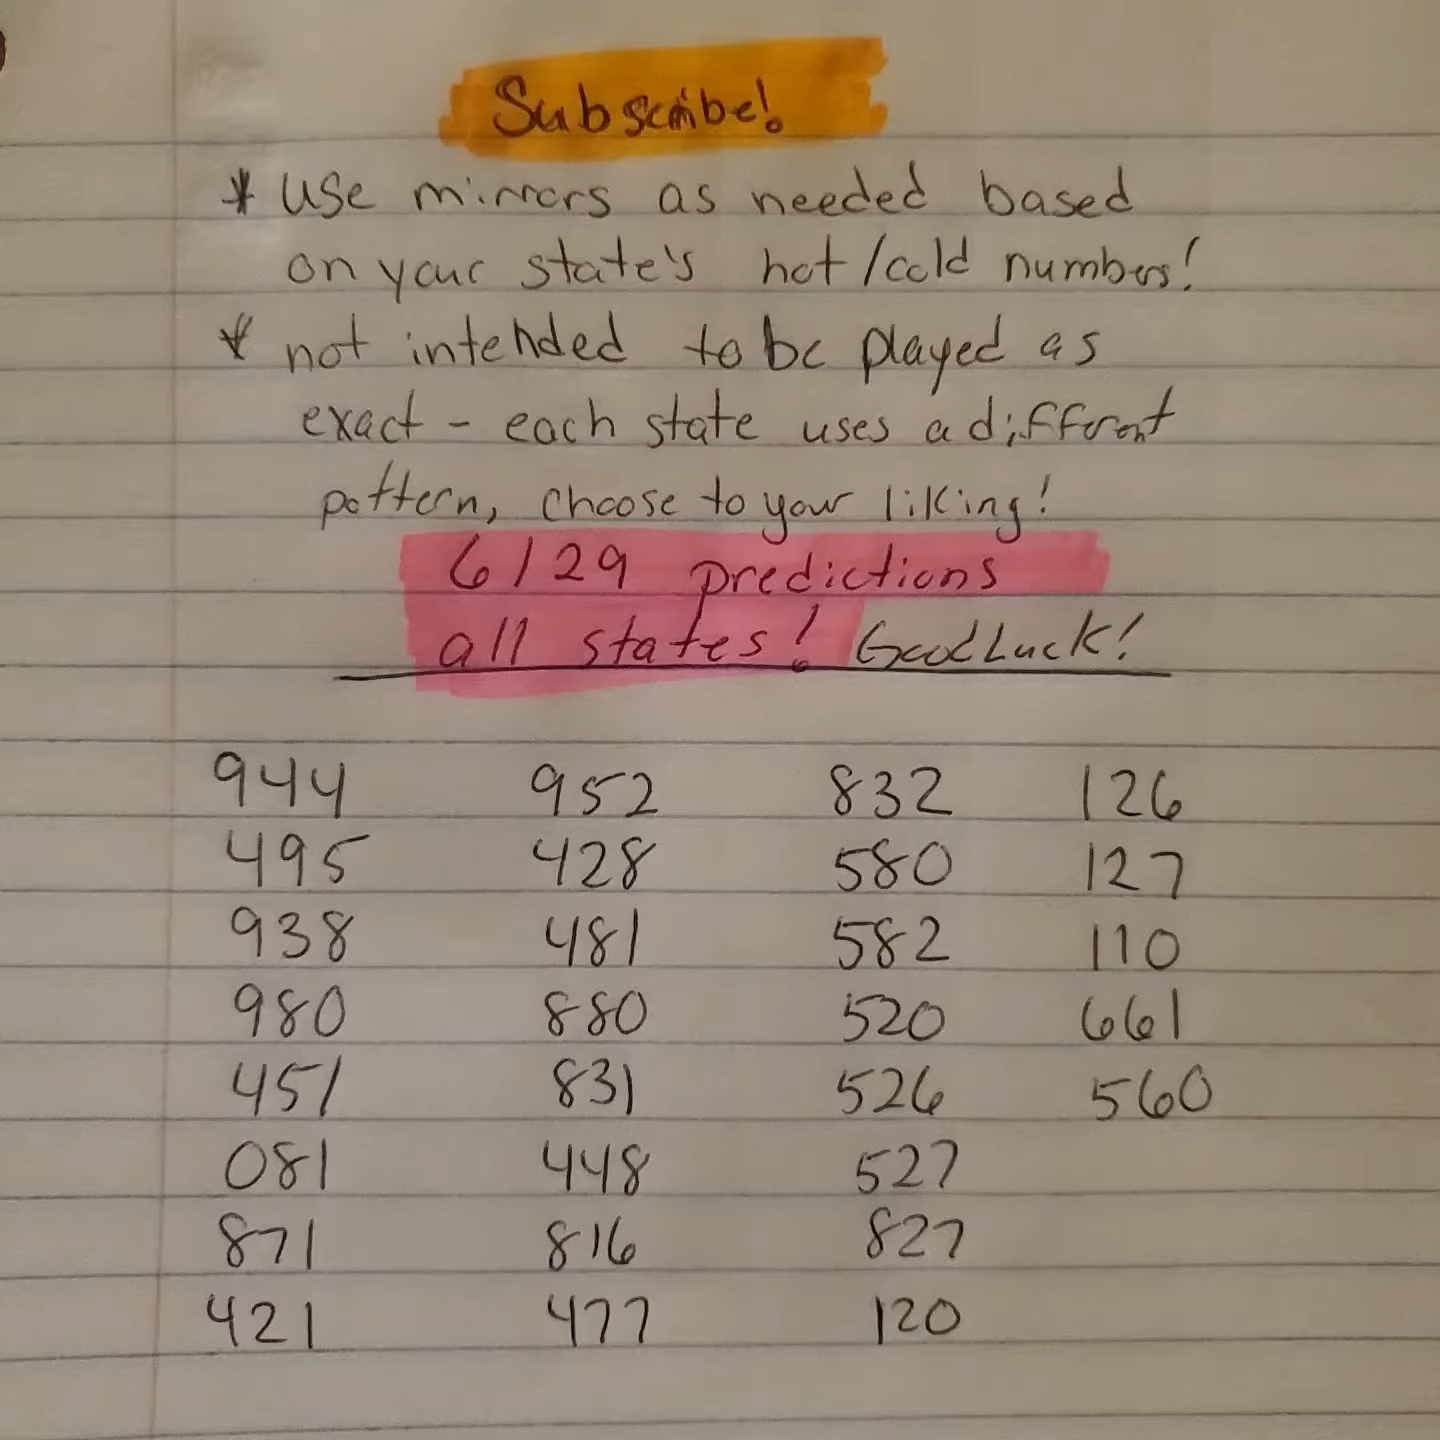 Subscribe!
* use mirrors as needed based
on your state's hot/cold numbers!
* not intended to be played as
exact - each state uses a different
pattern, choose to your liking!
6/29 predictions
all states! Good Luck!
944 952 832 126
495 428 580 127
938 481 582 110
980 880 520 661
451 831 526 560
081 448 527
871 816 827
421 477 120